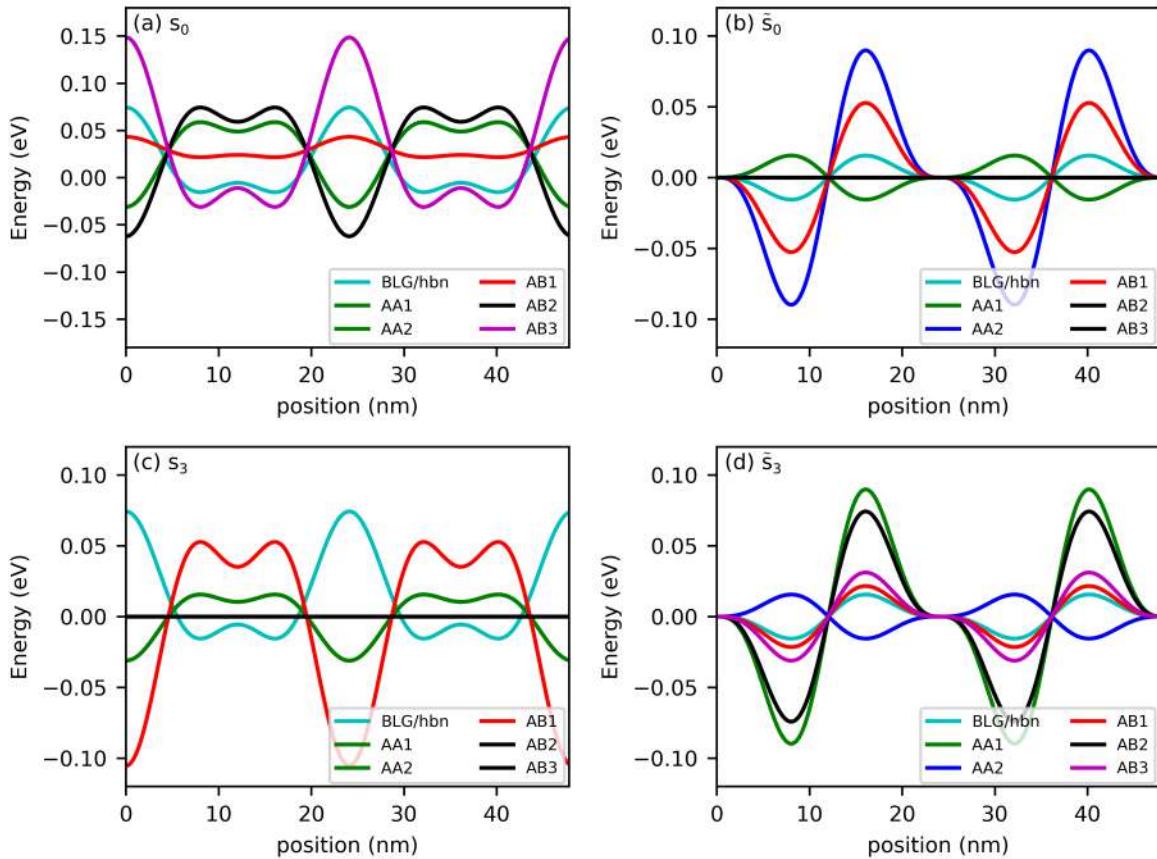 (a) s₀
0.15
0.10
0.05
0.00
−0.05
−0.10
−0.15
Energy (eV)
BLG/hbn
AA1
AA2
AB1
AB2
AB3
0 10 20 30 40
position (nm)
(b) s̃₀
0.10
0.05
0.00
−0.05
−0.10
Energy (eV)
BLG/hbn
AA1
AA2
AB1
AB2
AB3
0 10 20 30 40
position (nm)
(c) s₃
0.10
0.05
0.00
−0.05
−0.10
Energy (eV)
BLG/hbn
AA1
AA2
AB1
AB2
AB3
0 10 20 30 40
position (nm)
(d) s̃₃
0.10
0.05
0.00
−0.05
−0.10
Energy (eV)
BLG/hbn
AA1
AA2
AB1
AB2
AB3
0 10 20 30 40
position (nm)